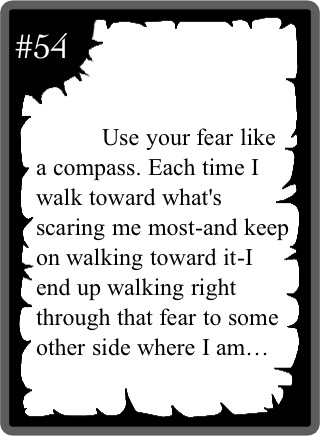 #54
Use your fear like
a compass. Each time I
walk toward what's
scaring me most-and keep
on walking toward it-I
end up walking right
through that fear to some
other side where I am…